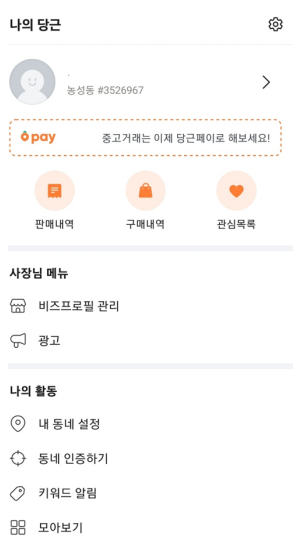 나의 당근
.
농성동 #3526967
pay 중고거래는 이제 당근페이로 해보세요!
판매내역 구매내역 관심목록
사장님 메뉴
비즈프로필 관리
광고
나의 활동
내 동네 설정
동네 인증하기
키워드 알림
모아보기